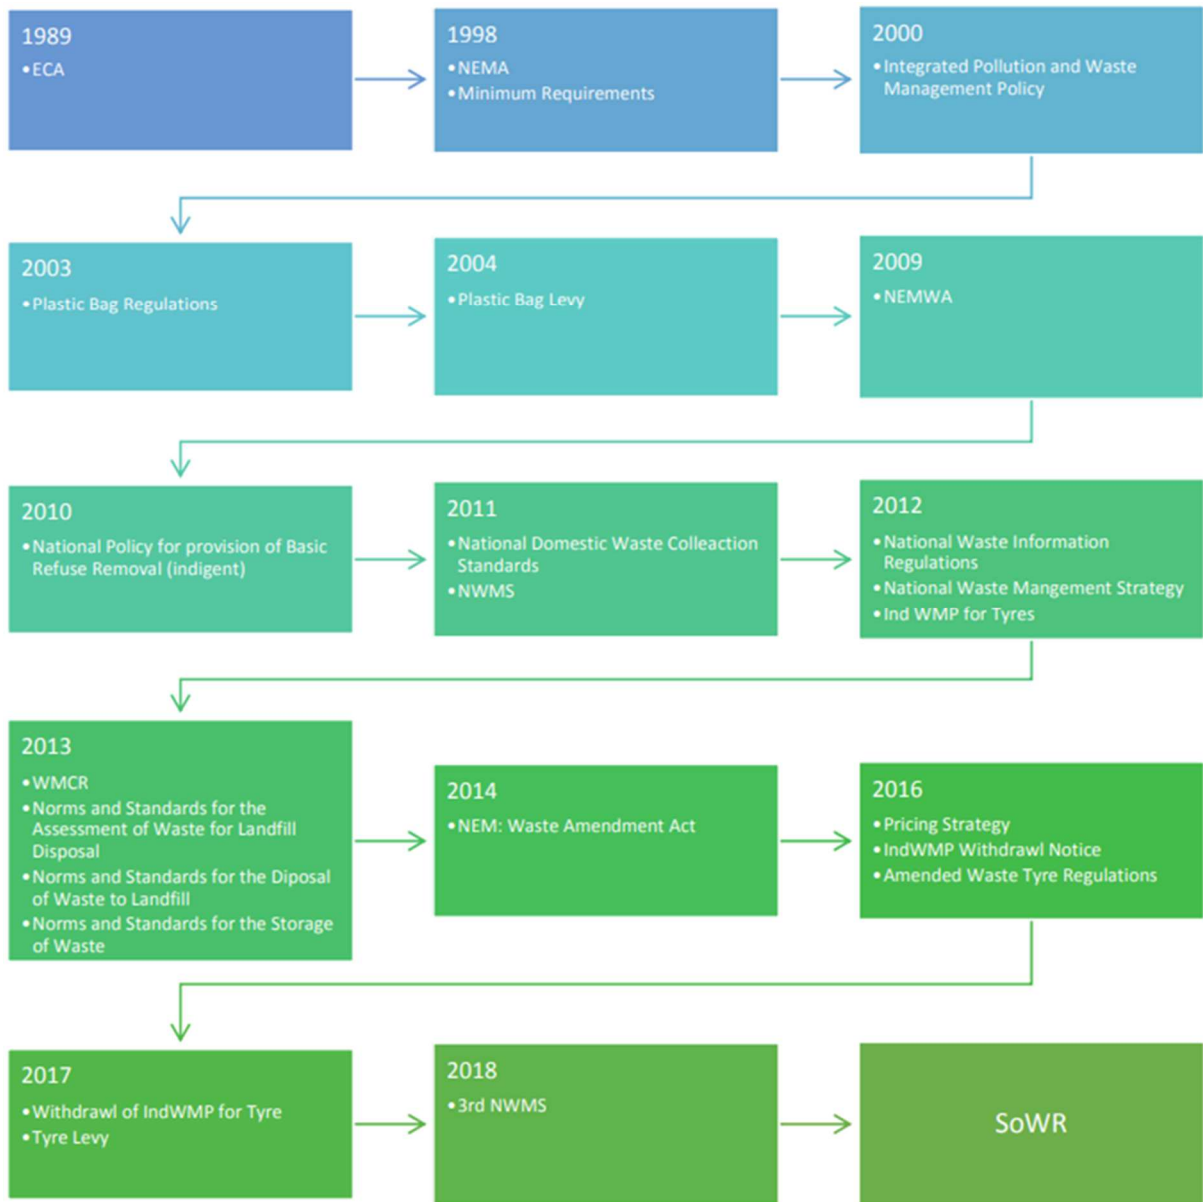 1989
•ECA
1998
•NEMA
•Minimum Requirements
2000
•Integrated Pollution and Waste
Management Policy
2003
•Plastic Bag Regulations
2004
•Plastic Bag Levy
2009
•NEMWA
2010
•National Policy for provision of Basic
Refuse Removal (indigent)
2011
•National Domestic Waste Colleaction
Standards
•NWMS
2012
•National Waste Information
Regulations
•National Waste Mangement Strategy
•Ind WMP for Tyres
2013
•WMCR
•Norms and Standards for the
Assessment of Waste for Landfill
Disposal
•Norms and Standards for the Diposal
of Waste to Landfill
•Norms and Standards for the Storage
of Waste
2014
•NEM: Waste Amendment Act
2016
•Pricing Strategy
•IndWMP Withdrawl Notice
•Amended Waste Tyre Regulations
2017
•Withdrawl of IndWMP for Tyre
•Tyre Levy
2018
•3rd NWMS
SoWR